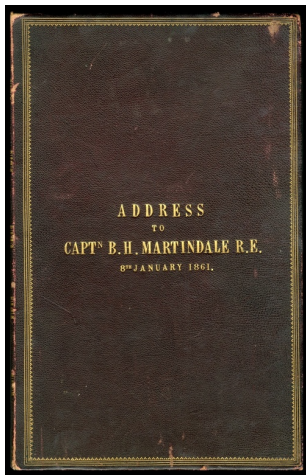 ADDRESS
TO
CAPTN B.H. MARTINDALE R.E.
8TH JANUARY 1861.